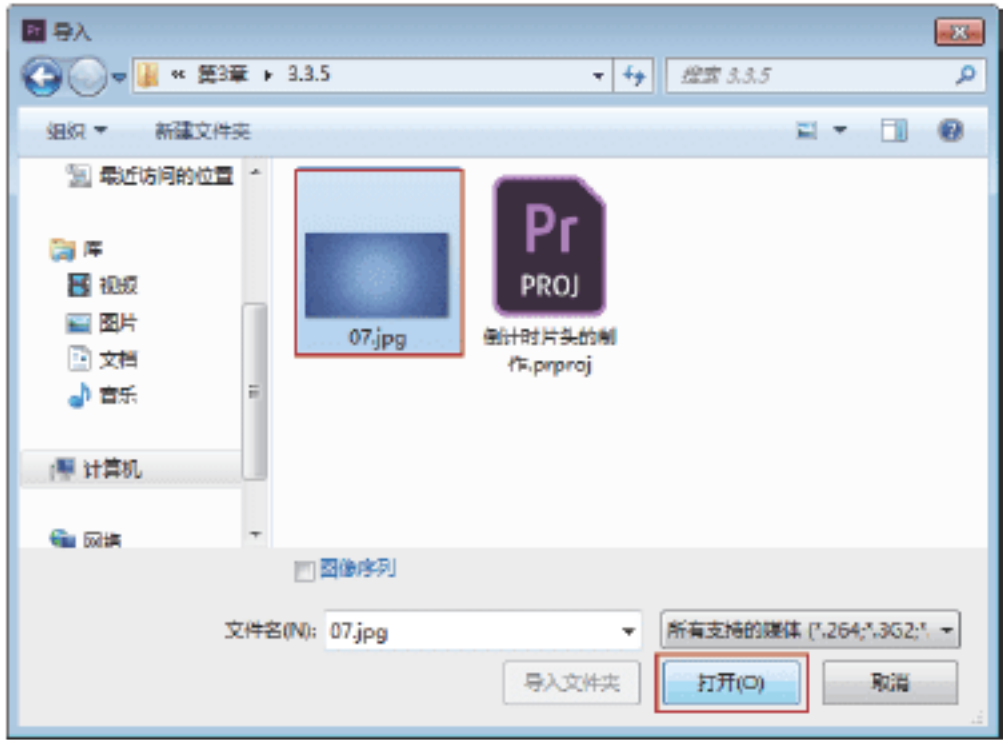 Pr 导入
« 第3章 ▸ 3.3.5
搜索 3.3.5
组织 新建文件夹
最近访问的位置
库
视频
图片
文档
音乐
计算机
网络
Pr
PROJ
07.jpg
倒计时片头的制
作.prproj
图像序列
文件名(N): 07.jpg
所有支持的媒体 (*.264;*.3G2;*.
导入文件夹 打开(O) 取消